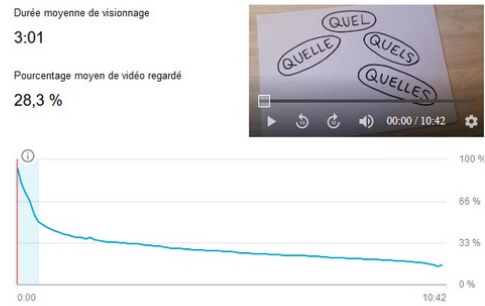 Durée moyenne de visionnage
3:01
Pourcentage moyen de vidéo regardé
28,3 %
QUEL
QUELLE
QUELS
QUELLES
00:00 / 10:42
100 %
66 %
33 %
0 %
0:00
10:42